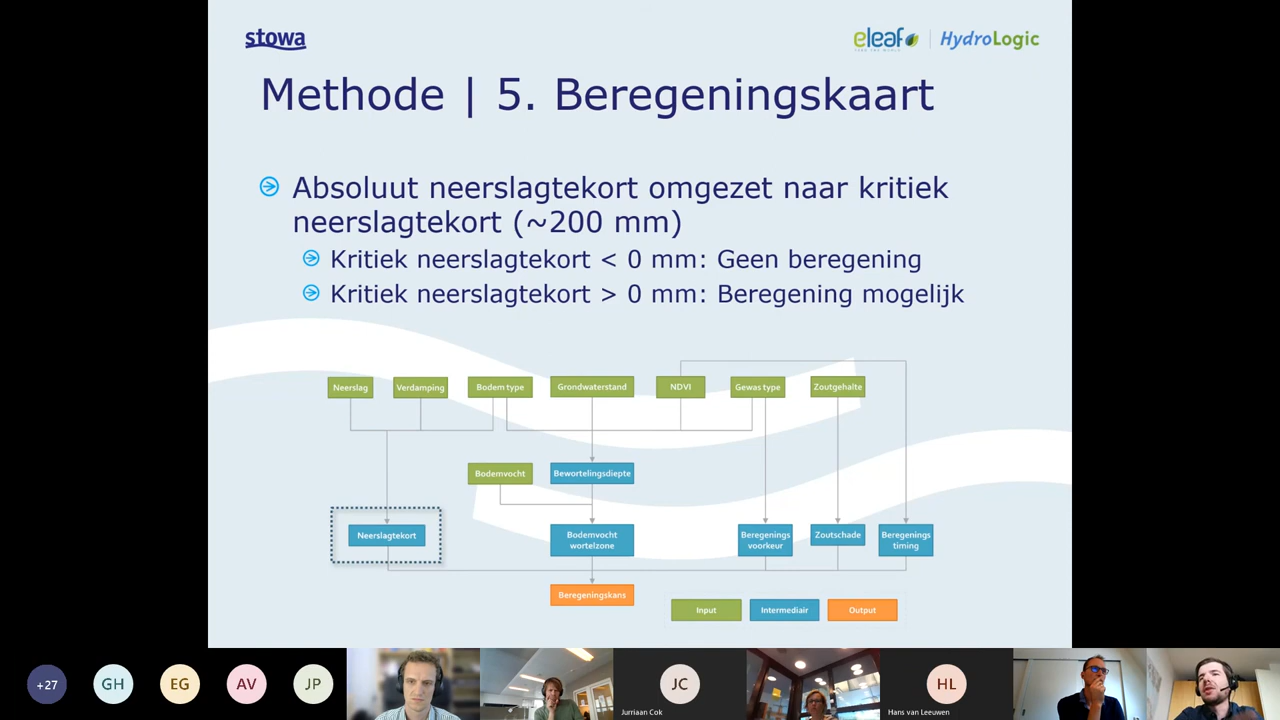 stowa
eleaf
HydroLogic
Methode | 5. Beregeningskaart
Absoluut neerslagtekort omgezet naar kritiek
neerslagtekort (~200 mm)
Kritiek neerslagtekort < 0 mm: Geen beregening
Kritiek neerslagtekort > 0 mm: Beregening mogelijk
Neerslag
Verdamping
Bodem type
Grondwaterstand
NDVI
Gewas type
Zoutgehalte
Bodemvocht
Bewortelingsdiepte
Neerslagtekort
Bodemvocht
wortelzone
Beregenings
voorkeur
Zoutschade
Beregenings
timing
Beregeningskans
Input
Intermediair
Output
+27
GH
EG
AV
JP
JC
Jurriaan Cok
HL
Hans van Leeuwen